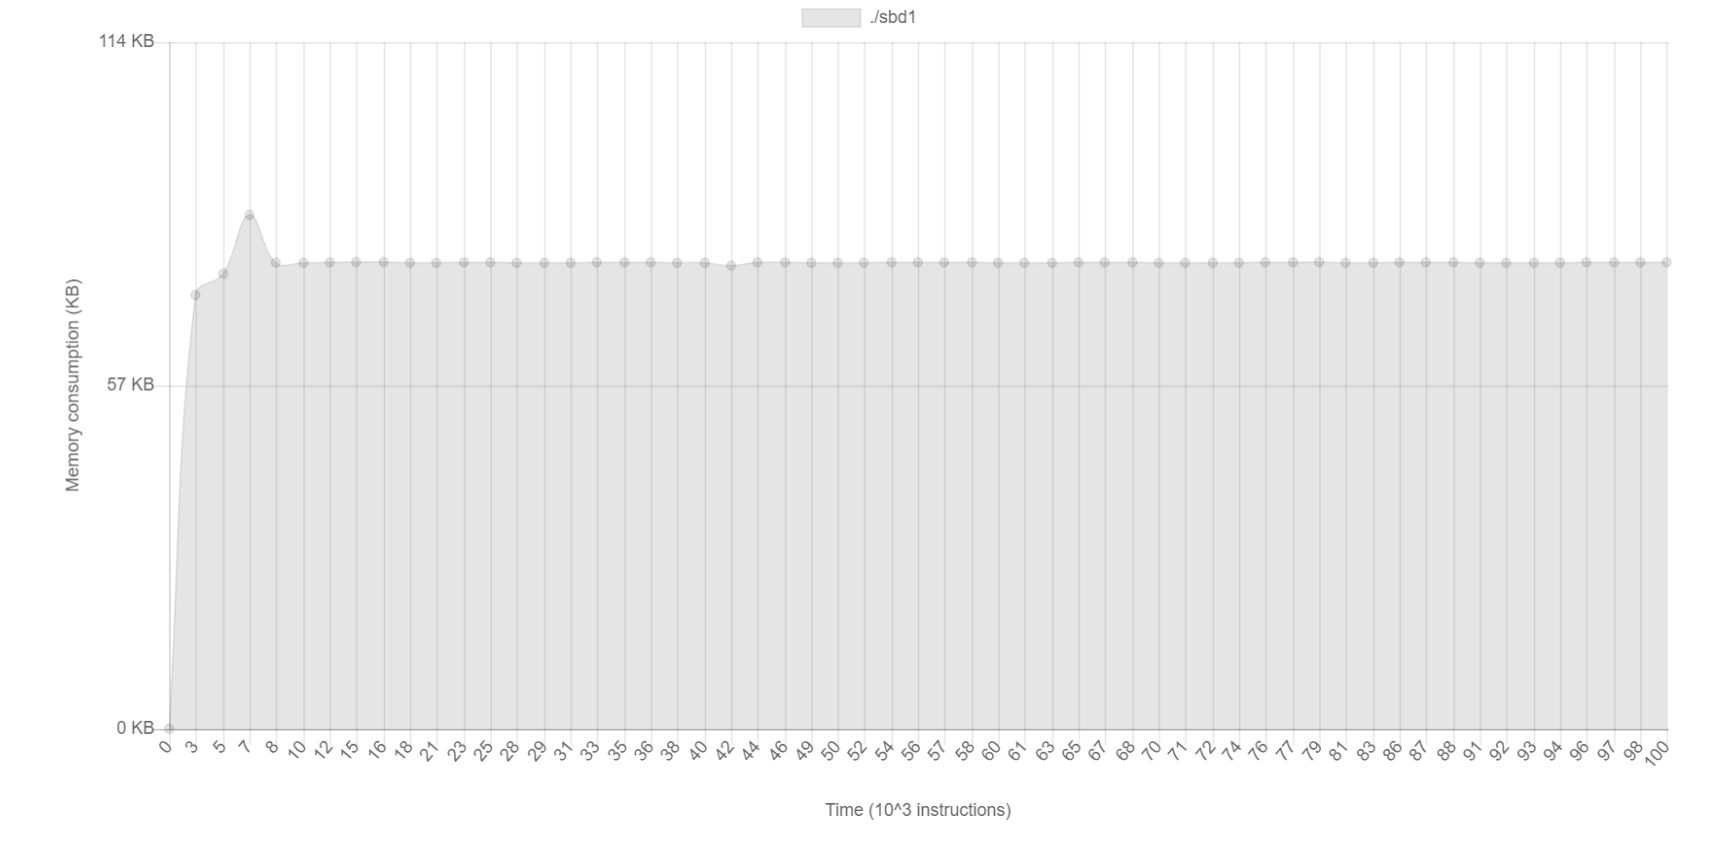 ./sbd1
114 KB
57 KB
0 KB
Memory consumption (KB)
0 3 5 7 8 10 12 15 16 18 21 23 25 28 29 31 33 35 36 38 40 42 44 46 49 50 52 54 56 57 58 60 61 63 65 67 68 70 71 72 74 76 77 79 81 83 86 87 88 91 92 93 94 96 97 98 100
Time (10^3 instructions)